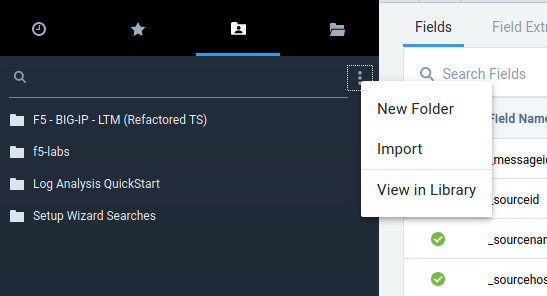 Fields
Field Extr
Search Fields
New Folder
Import
View in Library
F5 - BIG-IP - LTM (Refactored TS)
f5-labs
Log Analysis QuickStart
Setup Wizard Searches
Field Name
_messageid
_sourceid
_sourcenam
_sourcehos